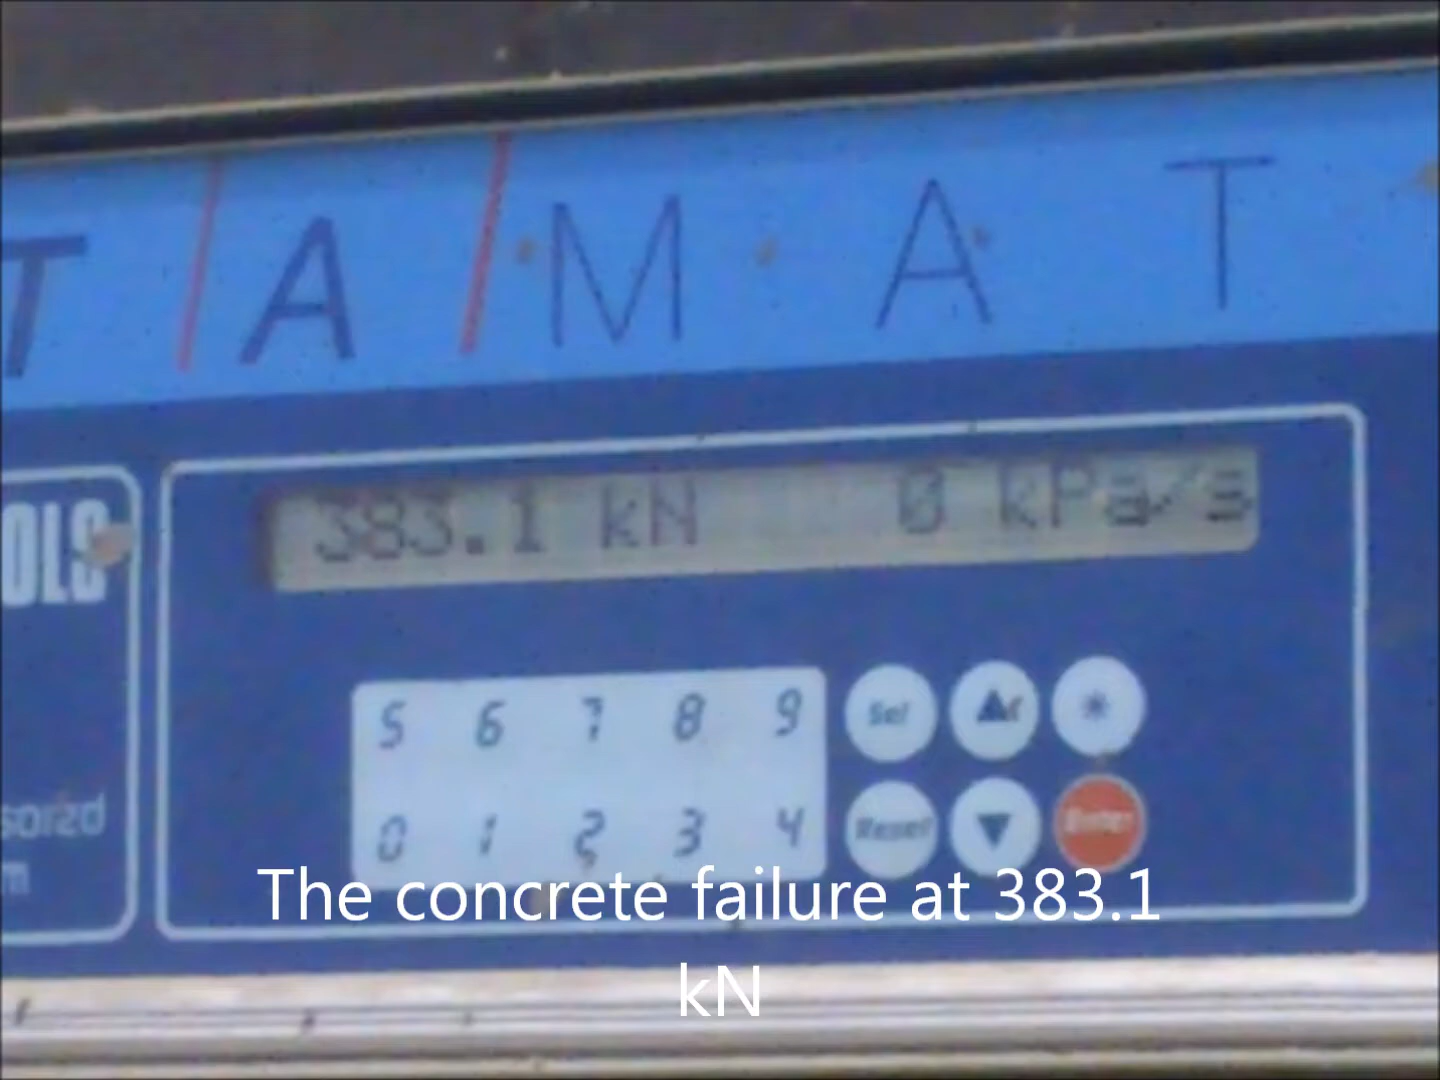 T/A/MAT
OLS
383.1 kN 0 kPa/s
5 6 7 8 9
Sel
0 1 2 3 4
Reset
Enter
The concrete failure at 383.1
kN